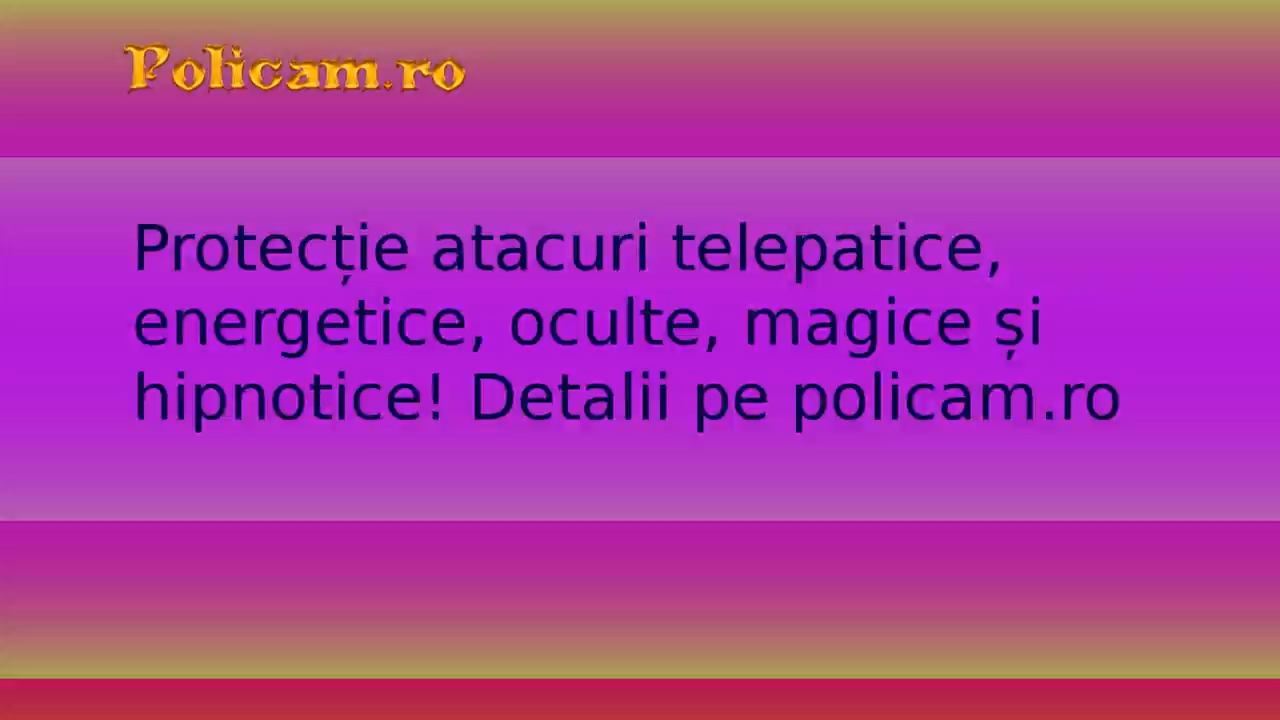 Policam.ro
Protecție atacuri telepatice,
energetice, oculte, magice și
hipnotice! Detalii pe policam.ro